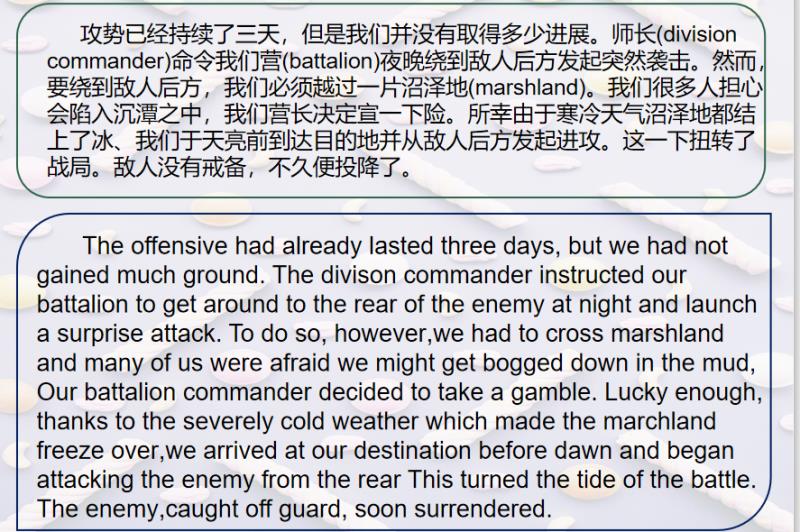 攻势已经持续了三天，但是我们并没有取得多少进展。师长(division
commander)命令我们营(battalion)夜晚绕到敌人后方发起突然袭击。然而，
要绕到敌人后方，我们必须越过一片沼泽地(marshland)。我们很多人担心
会陷入沉潭之中，我们营长决定宣一下险。所幸由于寒冷天气沼泽地都结
上了冰、我们于天亮前到达目的地并从敌人后方发起进攻。这一下扭转了
战局。敌人没有戒备，不久便投降了。
The offensive had already lasted three days, but we had not
gained much ground. The divison commander instructed our
battalion to get around to the rear of the enemy at night and launch
a surprise attack. To do so, however,we had to cross marshland
and many of us were afraid we might get bogged down in the mud,
Our battalion commander decided to take a gamble. Lucky enough,
thanks to the severely cold weather which made the marchland
freeze over,we arrived at our destination before dawn and began
attacking the enemy from the rear This turned the tide of the battle.
The enemy,caught off guard, soon surrendered.